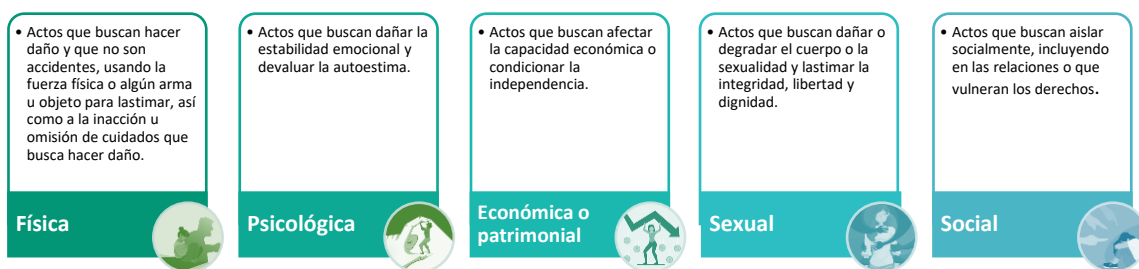 • Actos que buscan hacer
daño y que no son
accidentes, usando la
fuerza física o algún arma
u objeto para lastimar, así
como a la inacción u
omisión de cuidados que
busca hacer daño.
Física
• Actos que buscan dañar la
estabilidad emocional y
devaluar la autoestima.
Psicológica
• Actos que buscan afectar
la capacidad económica o
condicionar la
independencia.
Económica o
patrimonial
• Actos que buscan dañar o
degradar el cuerpo o la
sexualidad y lastimar la
integridad, libertad y
dignidad.
Sexual
• Actos que buscan aislar
socialmente, incluyendo
en las relaciones o que
vulneran los derechos.
Social